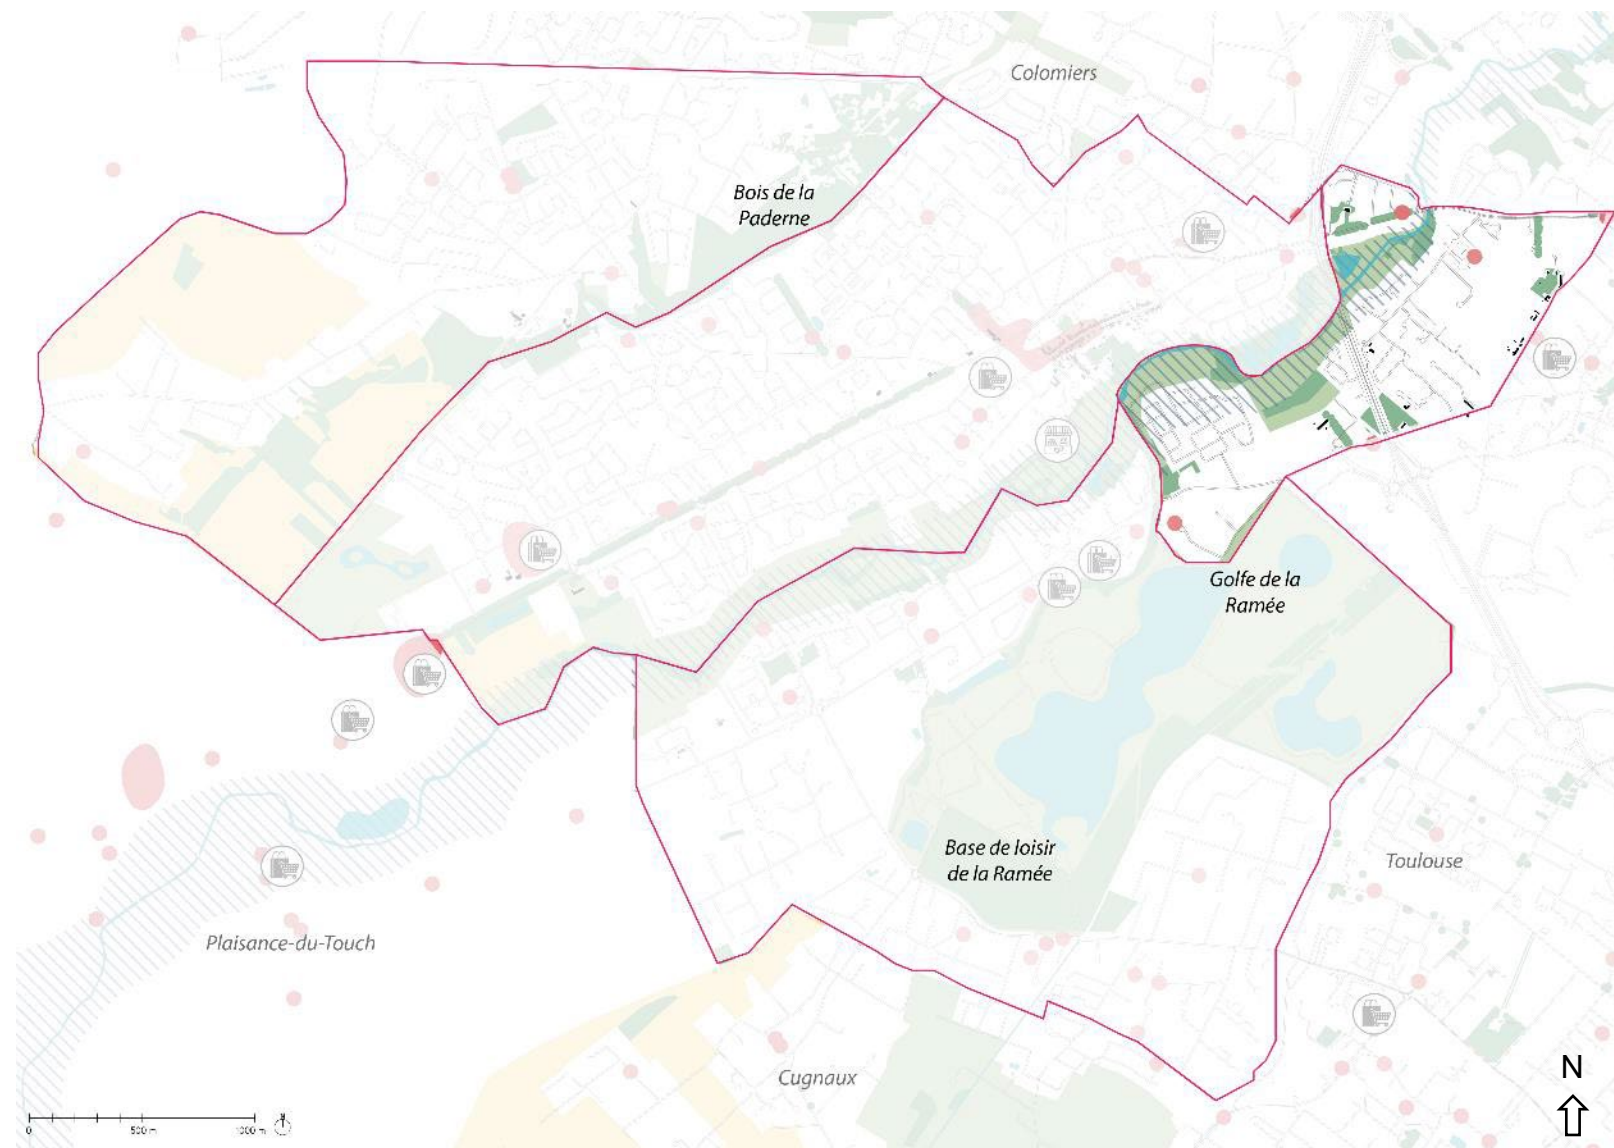 Colomiers
Bois de la
Paderne
Golfe de la
Ramée
Base de loisir
de la Ramée
Toulouse
Plaisance-du-Touch
Cugnaux
N
0
500 m
1000 m
N